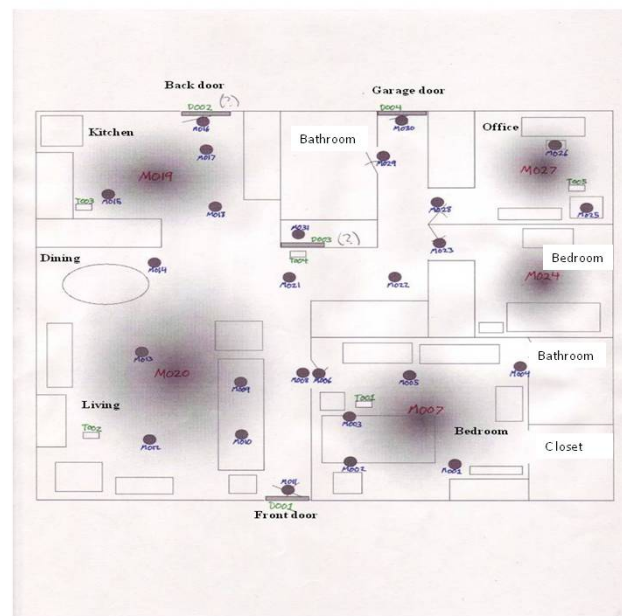 Back door
D002 (?)
M016
Garage door
D004
M030
Kitchen
M017
Bathroom
M029
Office
M026
M027
T005
M025
M019
M015
T003
M018
M028
M031
D003 (?)
T004
M023
Dining
M014
M021
M022
Bedroom
M024
M013
M020
M009
M008
M006
M005
M004
Bathroom
Living
T002
M012
M010
T001
M003
M007
Bedroom
M002
M001
Closet
M011
D001
Front door